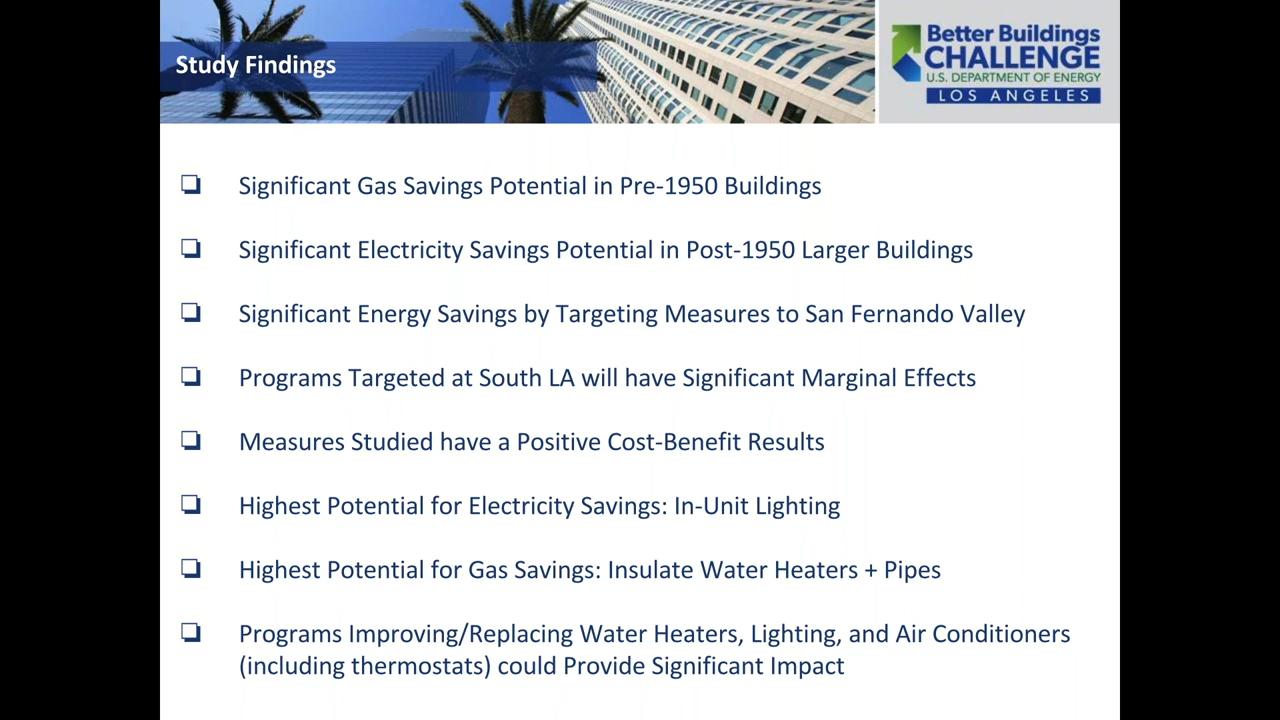 Study Findings
Better Buildings
CHALLENGE
U.S. DEPARTMENT OF ENERGY
LOS ANGELES
❏ Significant Gas Savings Potential in Pre-1950 Buildings
❏ Significant Electricity Savings Potential in Post-1950 Larger Buildings
❏ Significant Energy Savings by Targeting Measures to San Fernando Valley
❏ Programs Targeted at South LA will have Significant Marginal Effects
❏ Measures Studied have a Positive Cost-Benefit Results
❏ Highest Potential for Electricity Savings: In-Unit Lighting
❏ Highest Potential for Gas Savings: Insulate Water Heaters + Pipes
❏ Programs Improving/Replacing Water Heaters, Lighting, and Air Conditioners
(including thermostats) could Provide Significant Impact